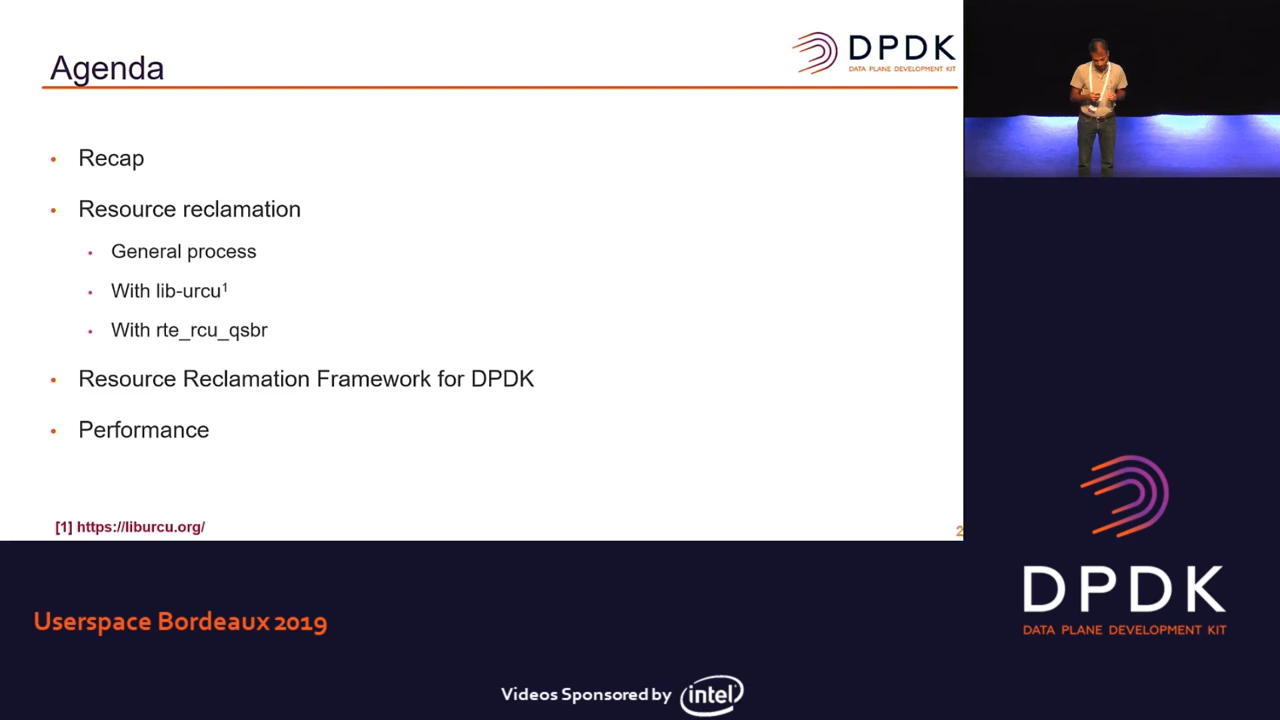 Agenda
DPDK
DATA PLANE DEVELOPMENT KIT
• Recap
• Resource reclamation
• General process
• With lib-urcu¹
• With rte_rcu_qsbr
• Resource Reclamation Framework for DPDK
• Performance
[1] https://liburcu.org/
2
DPDK
DATA PLANE DEVELOPMENT KIT
Userspace Bordeaux 2019
Videos Sponsored by intel